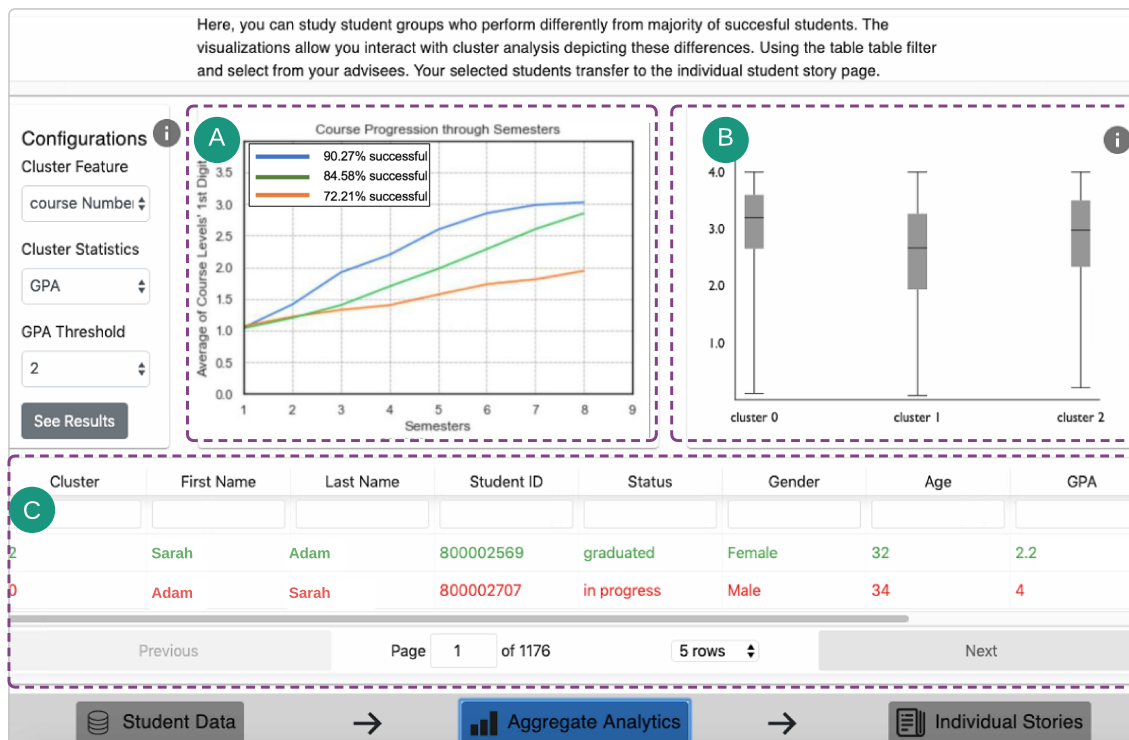 Here, you can study student groups who perform differently from majority of succesful students. The
visualizations allow you interact with cluster analysis depicting these differences. Using the table table filter
and select from your advisees. Your selected students transfer to the individual student story page.
Configurations
i
Cluster Feature
course Number
Cluster Statistics
GPA
GPA Threshold
2
See Results
A
Course Progression through Semesters
90.27% successful
84.58% successful
72.21% successful
Average of Course Levels' 1st Digit
3.5
3.0
2.5
2.0
1.5
1.0
0.5
0.0
1 2 3 4 5 6 7 8 9
Semesters
B
i
4.0
3.0
2.0
1.0
cluster 0 cluster 1 cluster 2
C
Cluster First Name Last Name Student ID Status Gender Age GPA
2 Sarah Adam 800002569 graduated Female 32 2.2
0 Adam Sarah 800002707 in progress Male 34 4
Previous Page 1 of 1176 5 rows Next
Student Data → Aggregate Analytics → Individual Stories